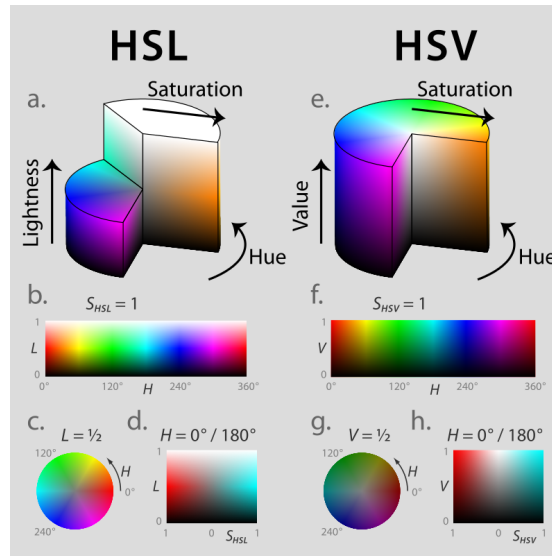 HSL
HSV
a.
Saturation
Lightness
Hue
e.
Saturation
Value
Hue
b.
S_HSL = 1
1
L
0
0°
120°
240°
360°
H
f.
S_HSV = 1
1
V
0
0°
120°
240°
360°
H
c.
L = ½
120°
H
0°
240°
d.
H = 0° / 180°
1
L
0
1
0
1
S_HSL
g.
V = ½
120°
H
0°
240°
h.
H = 0° / 180°
1
V
0
1
0
1
S_HSV